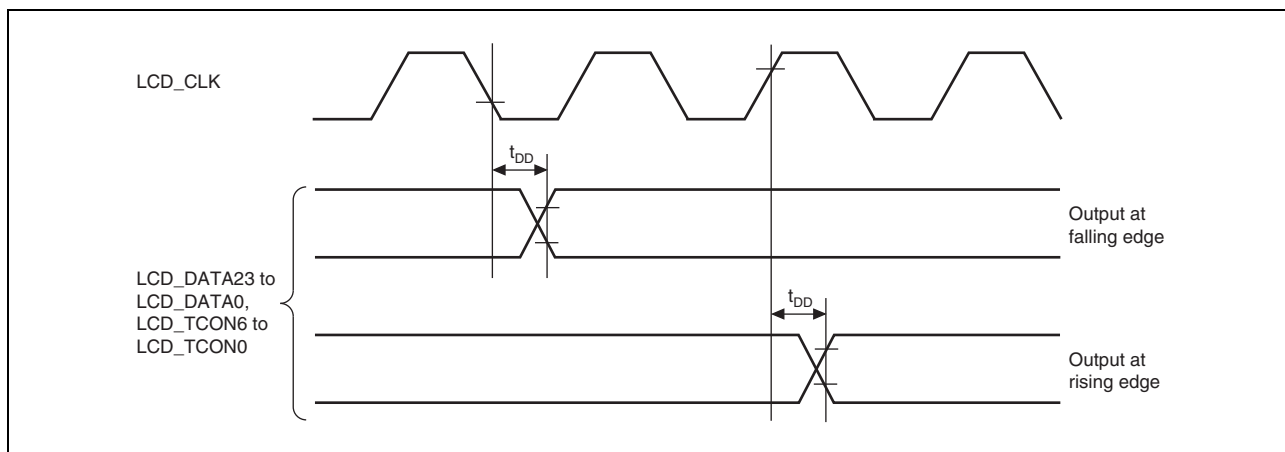 LCD_CLK
tDD
Output at
falling edge
LCD_DATA23 to
LCD_DATA0,
LCD_TCON6 to
LCD_TCON0
tDD
Output at
rising edge